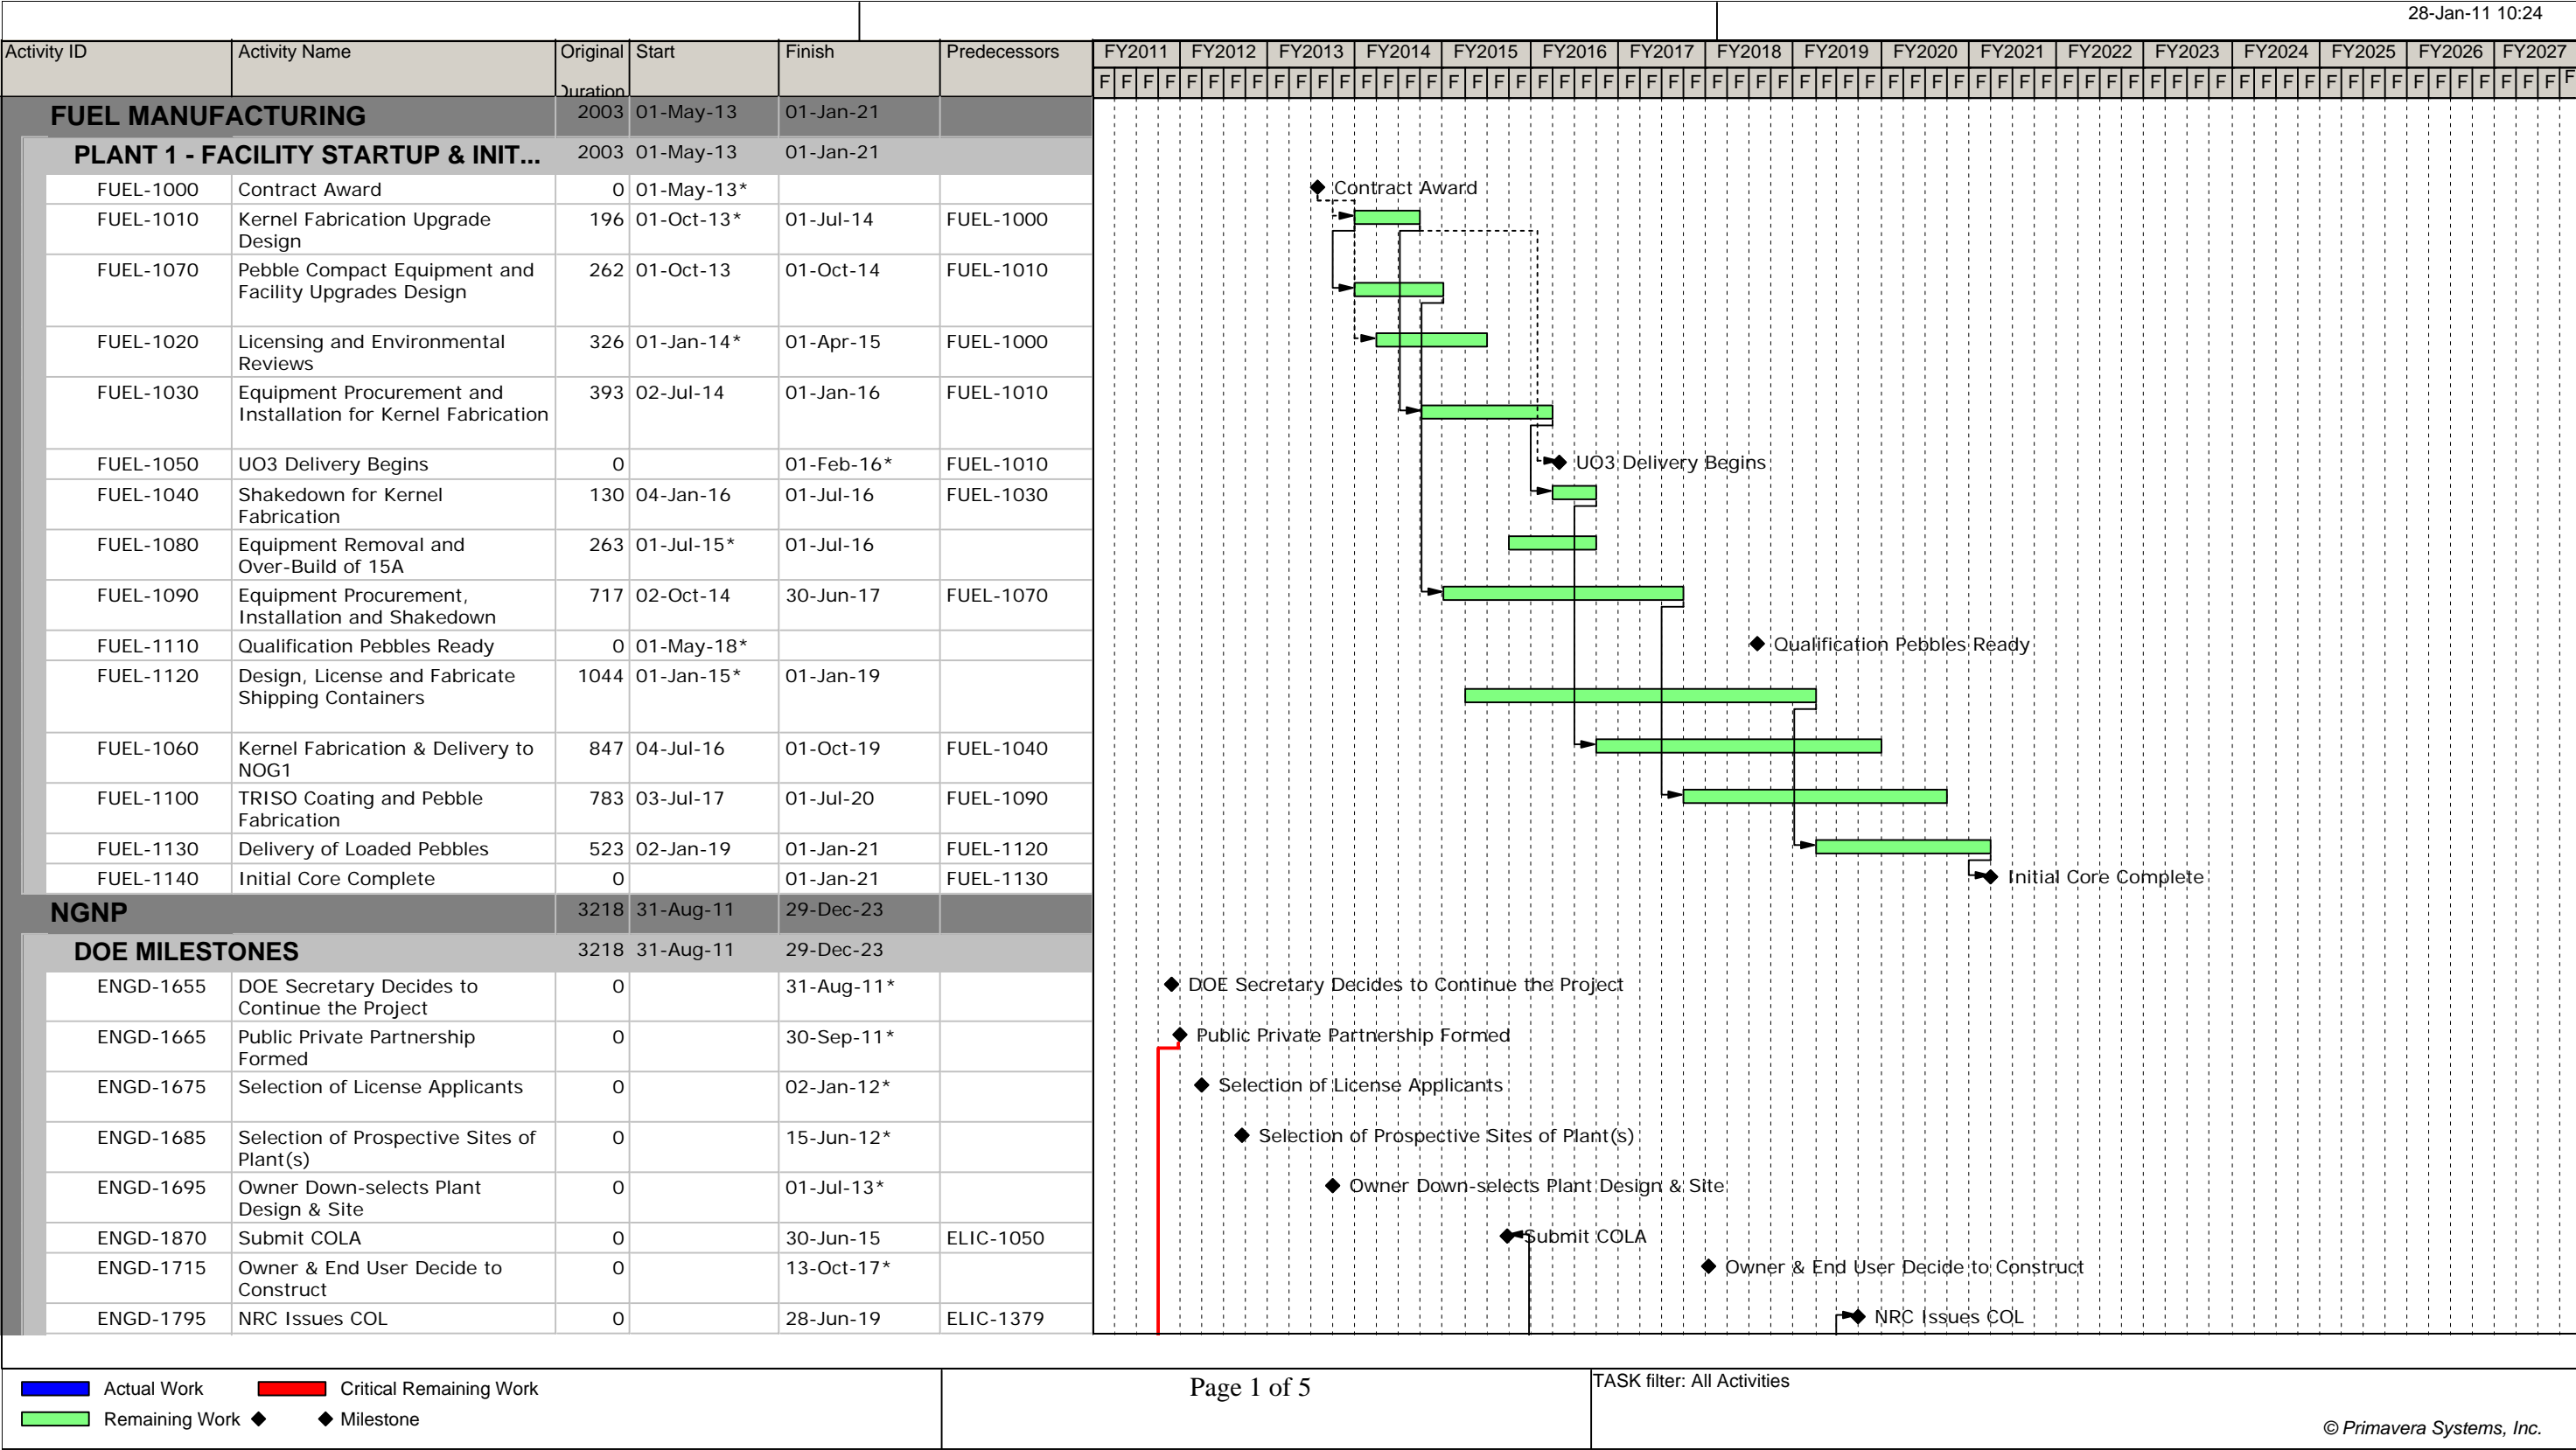 28-Jan-11 10:24
Activity ID Activity Name Original Duration Start Finish Predecessors FY2011 FY2012 FY2013 FY2014 FY2015 FY2016 FY2017 FY2018 FY2019 FY2020 FY2021 FY2022 FY2023 FY2024 FY2025 FY2026 FY2027
F F F F F F F F F F F F F F F F F F F F F F F F F F F F F F F F F F F F F F F F F F F F F F F F F F F F F F F F F F F F F F F F F F F F
FUEL MANUFACTURING 2003 01-May-13 01-Jan-21
PLANT 1 - FACILITY STARTUP & INIT... 2003 01-May-13 01-Jan-21
FUEL-1000 Contract Award 0 01-May-13* Contract Award
FUEL-1010 Kernel Fabrication Upgrade 196 01-Oct-13* 01-Jul-14 FUEL-1000
Design
FUEL-1070 Pebble Compact Equipment and 262 01-Oct-13 01-Oct-14 FUEL-1010
Facility Upgrades Design
FUEL-1020 Licensing and Environmental 326 01-Jan-14* 01-Apr-15 FUEL-1000
Reviews
FUEL-1030 Equipment Procurement and 393 02-Jul-14 01-Jan-16 FUEL-1010
Installation for Kernel Fabrication
FUEL-1050 UO3 Delivery Begins 0 01-Feb-16* FUEL-1010 UO3 Delivery Begins
FUEL-1040 Shakedown for Kernel 130 04-Jan-16 01-Jul-16 FUEL-1030
Fabrication
FUEL-1080 Equipment Removal and 263 01-Jul-15* 01-Jul-16
Over-Build of 15A
FUEL-1090 Equipment Procurement, 717 02-Oct-14 30-Jun-17 FUEL-1070
Installation and Shakedown
FUEL-1110 Qualification Pebbles Ready 0 01-May-18* Qualification Pebbles Ready
FUEL-1120 Design, License and Fabricate 1044 01-Jan-15* 01-Jan-19
Shipping Containers
FUEL-1060 Kernel Fabrication & Delivery to 847 04-Jul-16 01-Oct-19 FUEL-1040
NOG1
FUEL-1100 TRISO Coating and Pebble 783 03-Jul-17 01-Jul-20 FUEL-1090
Fabrication
FUEL-1130 Delivery of Loaded Pebbles 523 02-Jan-19 01-Jan-21 FUEL-1120
FUEL-1140 Initial Core Complete 0 01-Jan-21 FUEL-1130 Initial Core Complete
NGNP 3218 31-Aug-11 29-Dec-23
DOE MILESTONES 3218 31-Aug-11 29-Dec-23
ENGD-1655 DOE Secretary Decides to 0 31-Aug-11* DOE Secretary Decides to Continue the Project
Continue the Project
ENGD-1665 Public Private Partnership 0 30-Sep-11* Public Private Partnership Formed
Formed
ENGD-1675 Selection of License Applicants 0 02-Jan-12* Selection of License Applicants
ENGD-1685 Selection of Prospective Sites of 0 15-Jun-12* Selection of Prospective Sites of Plant(s)
Plant(s)
ENGD-1695 Owner Down-selects Plant 0 01-Jul-13* Owner Down-selects Plant Design & Site
Design & Site
ENGD-1870 Submit COLA 0 30-Jun-15 ELIC-1050 Submit COLA
ENGD-1715 Owner & End User Decide to 0 13-Oct-17* Owner & End User Decide to Construct
Construct
ENGD-1795 NRC Issues COL 0 28-Jun-19 ELIC-1379 NRC Issues COL
Actual Work Critical Remaining Work Page 1 of 5 TASK filter: All Activities
Remaining Work Milestone
© Primavera Systems, Inc.